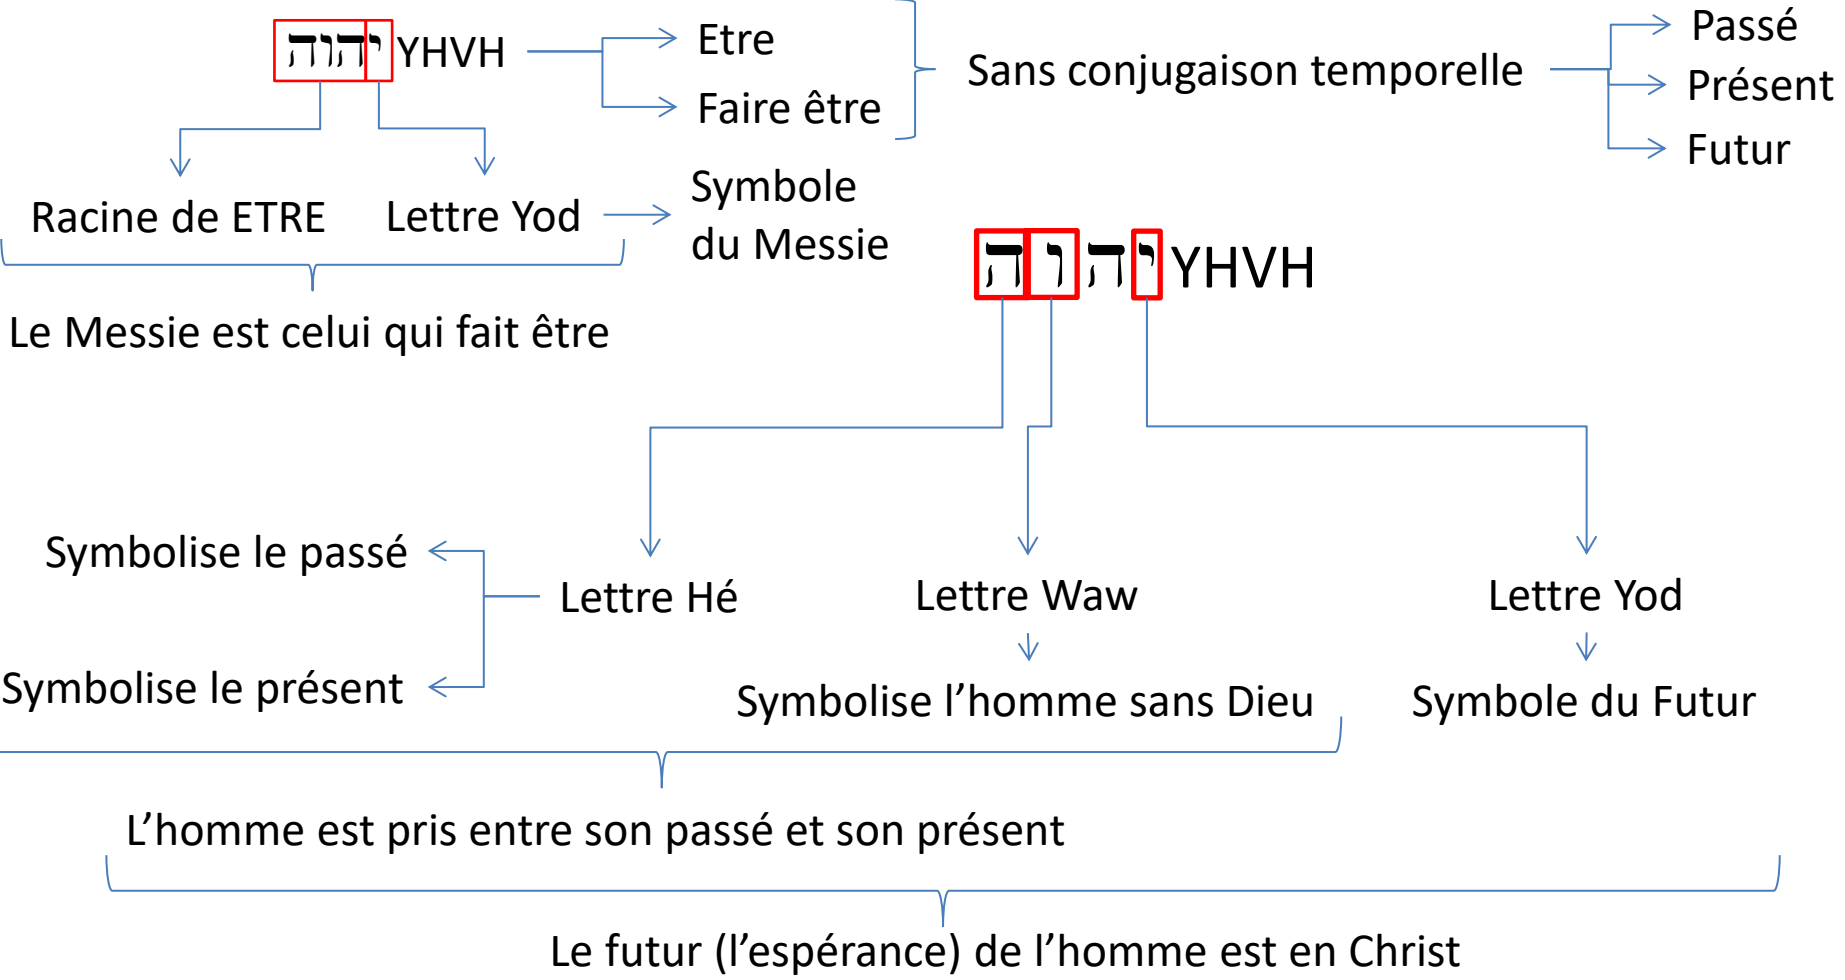 יהוה YHVH
Etre
Faire être
Sans conjugaison temporelle
Passé
Présent
Futur
Racine de ETRE
Lettre Yod
Symbole
du Messie
Le Messie est celui qui fait être
יהוה YHVH
Symbolise le passé
Symbolise le présent
Lettre Hé
Lettre Waw
Lettre Yod
Symbolise l’homme sans Dieu
Symbole du Futur
L’homme est pris entre son passé et son présent
Le futur (l’espérance) de l’homme est en Christ